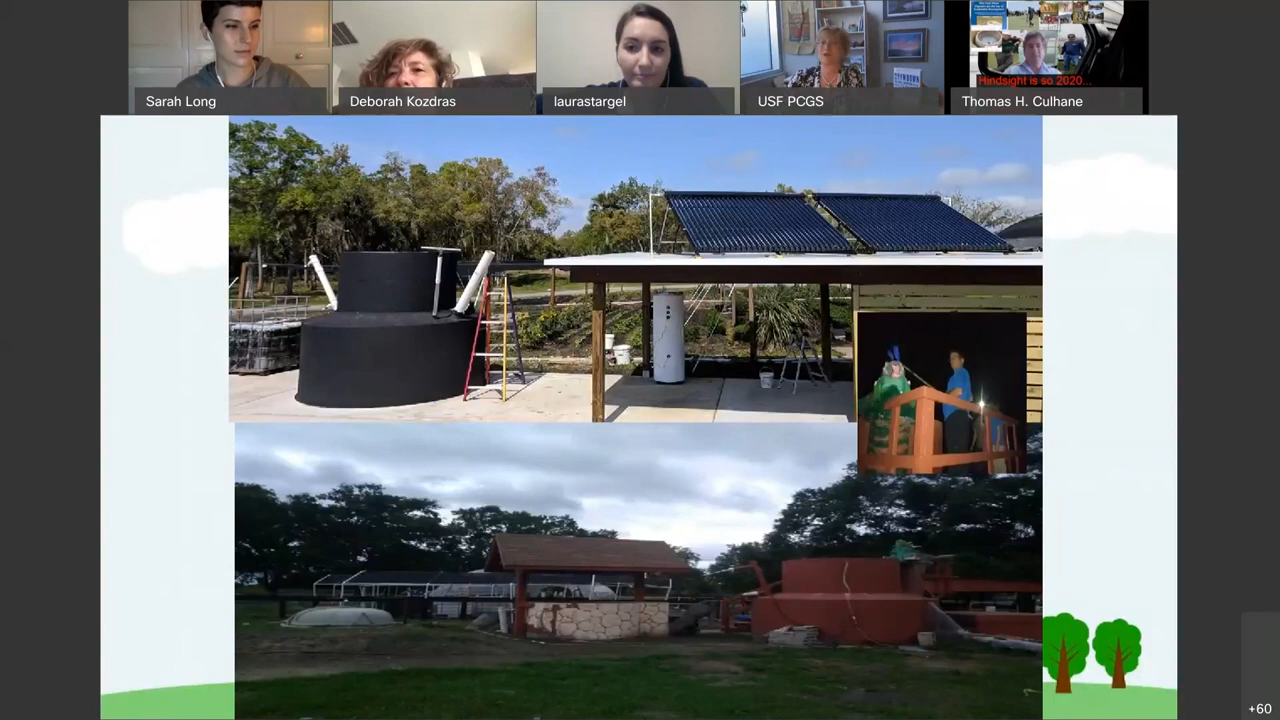 Sarah Long
Deborah Kozdras
laurastargel
USF PCGS
Thomas H. Culhane
Hindsight is so 2020...
+60